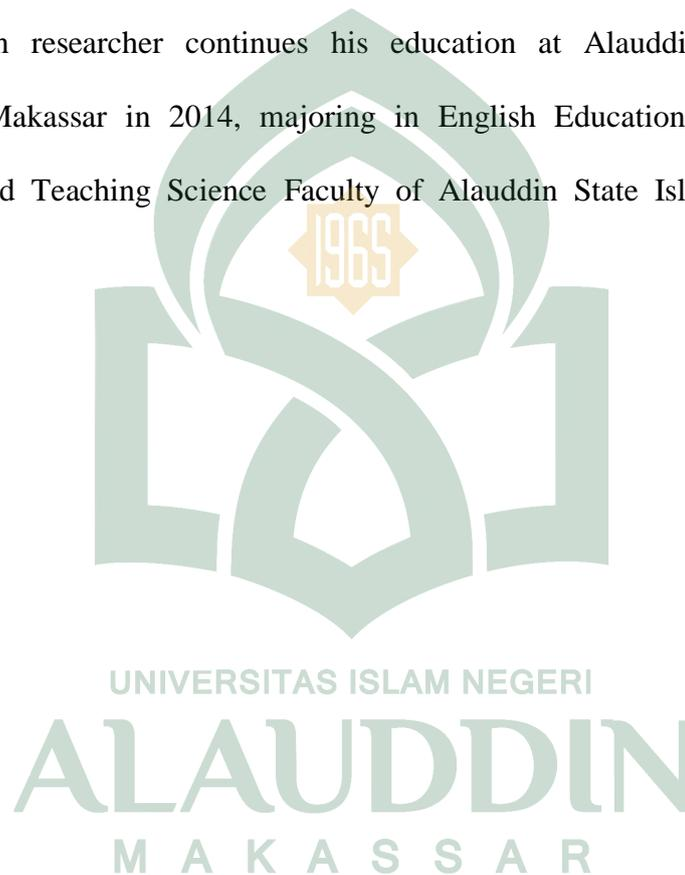 n researcher continues his education at Alauddi
Makassar in 2014, majoring in English Education
d Teaching Science Faculty of Alauddin State Isl
1965
UNIVERSITAS ISLAM NEGERI
ALAUDDIN
MAKASSAR